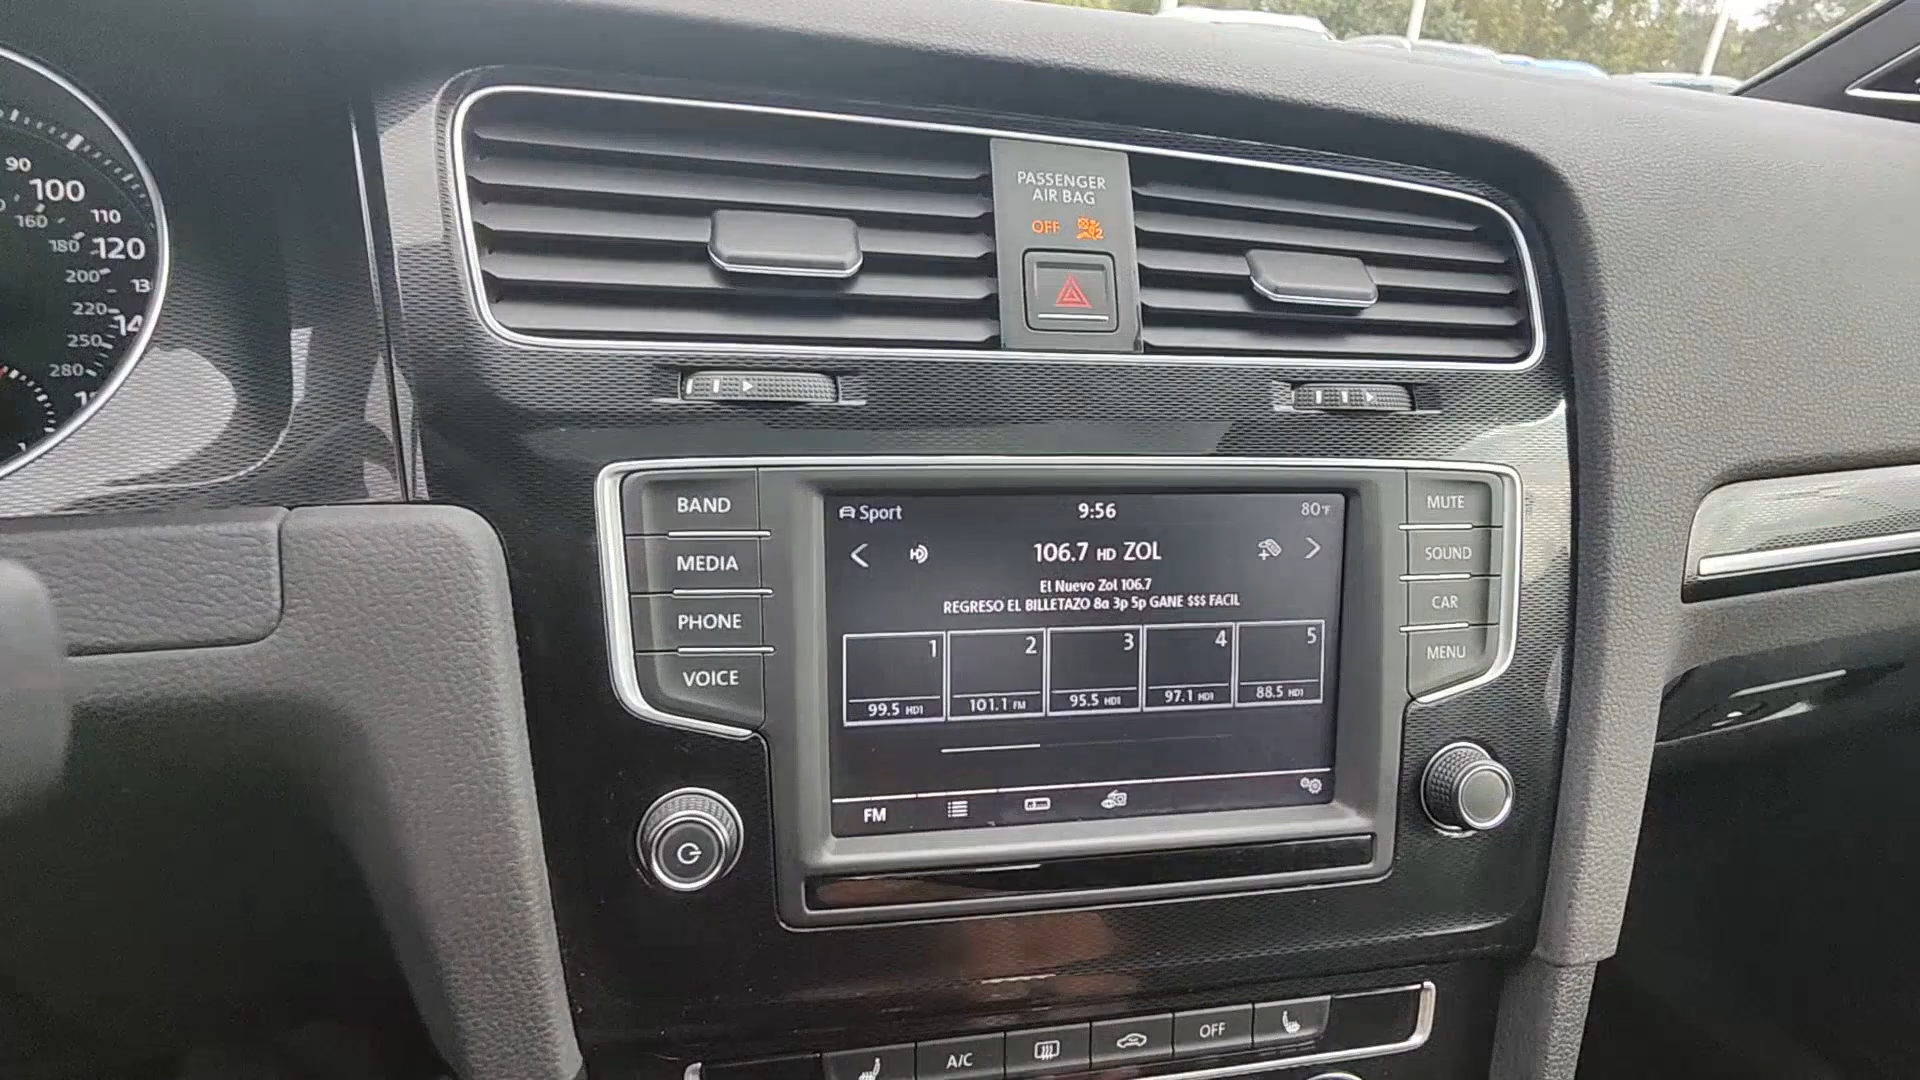 90
100
110
160
180
120
200
220
250
280
PASSENGER
AIR BAG
OFF
BAND
MEDIA
PHONE
VOICE
Sport 9:56 80°F
HD 106.7 HD ZOL
El Nuevo Zol 106.7
REGRESO EL BILLETAZO 8a 3p 5p GANE $$$ FACIL
1 2 3 4 5
99.5 HD1 101.1 FM 95.5 HD1 97.1 HD1 88.5 HD1
FM
MUTE
SOUND
CAR
MENU
A/C
OFF